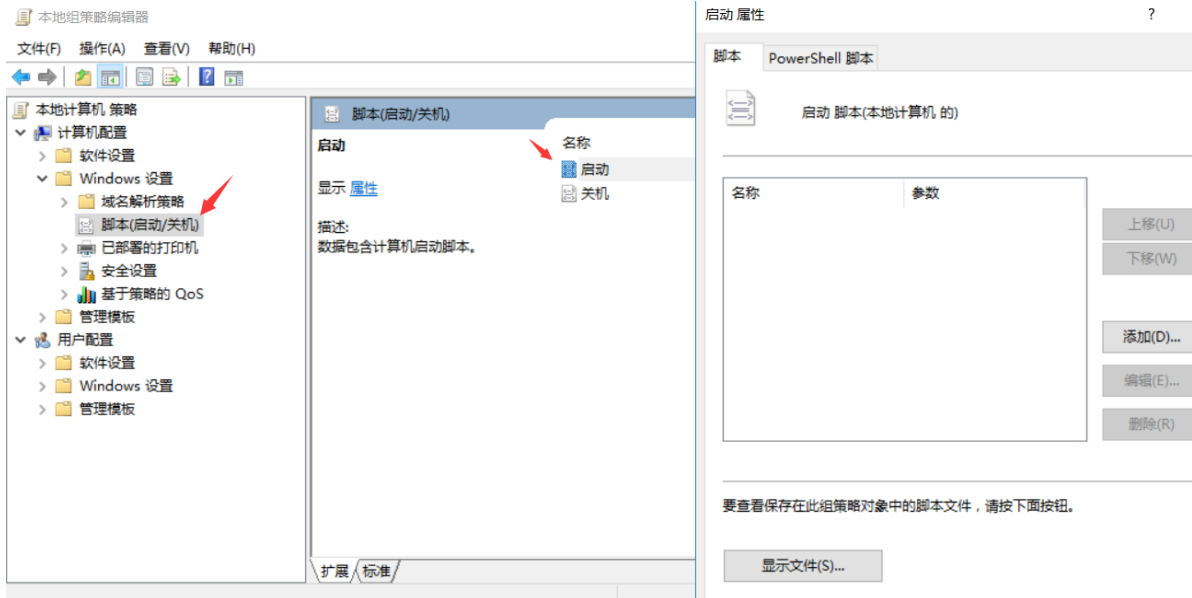 本地组策略编辑器
文件(F) 操作(A) 查看(V) 帮助(H)
本地计算机 策略
计算机配置
软件设置
Windows 设置
域名解析策略
脚本(启动/关机)
已部署的打印机
安全设置
基于策略的 QoS
管理模板
用户配置
软件设置
Windows 设置
管理模板
脚本(启动/关机)
启动
显示 属性
描述:
数据包含计算机启动脚本。
名称
启动
关机
扩展 标准
启动 属性
?
脚本 PowerShell 脚本
启动 脚本(本地计算机 的)
名称 参数
上移(U)
下移(W)
添加(D)...
编辑(E)...
删除(R)
要查看保存在此组策略对象中的脚本文件，请按下面按钮。
显示文件(S)...